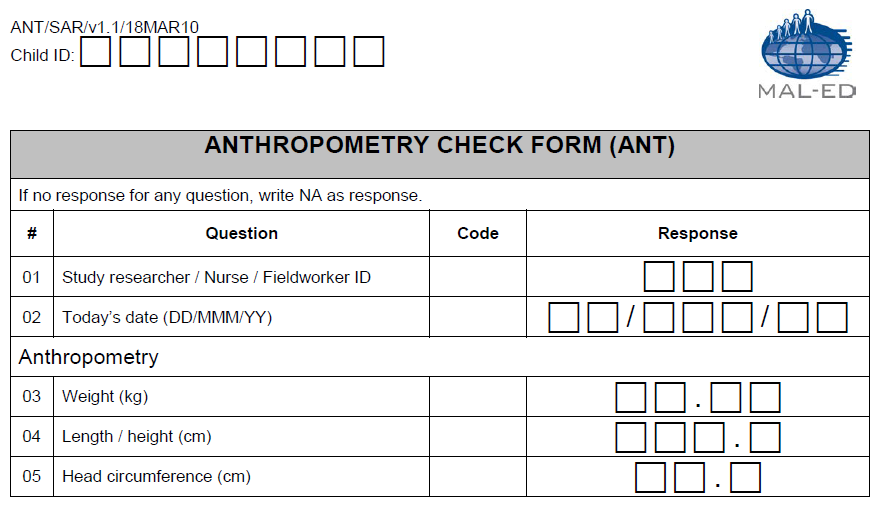 ANT/SAR/v1.1/18MAR10
Child ID:
MAL-ED
ANTHROPOMETRY CHECK FORM (ANT)
If no response for any question, write NA as response.
# Question Code Response
01 Study researcher / Nurse / Fieldworker ID
02 Today’s date (DD/MMM/YY) / /
Anthropometry
03 Weight (kg) .
04 Length / height (cm) .
05 Head circumference (cm) .